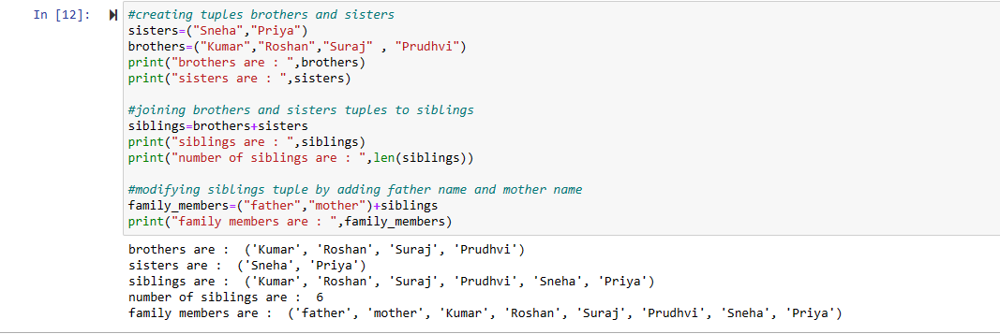 In [12]:
#creating tuples brothers and sisters
sisters=("Sneha","Priya")
brothers=("Kumar","Roshan","Suraj" , "Prudhvi")
print("brothers are : ",brothers)
print("sisters are : ",sisters)
#joining brothers and sisters tuples to siblings
siblings=brothers+sisters
print("siblings are : ",siblings)
print("number of siblings are : ",len(siblings))
#modifying siblings tuple by adding father name and mother name
family_members=("father","mother")+siblings
print("family members are : ",family_members)
brothers are :  ('Kumar', 'Roshan', 'Suraj', 'Prudhvi')
sisters are :  ('Sneha', 'Priya')
siblings are :  ('Kumar', 'Roshan', 'Suraj', 'Prudhvi', 'Sneha', 'Priya')
number of siblings are :  6
family members are :  ('father', 'mother', 'Kumar', 'Roshan', 'Suraj', 'Prudhvi', 'Sneha', 'Priya')